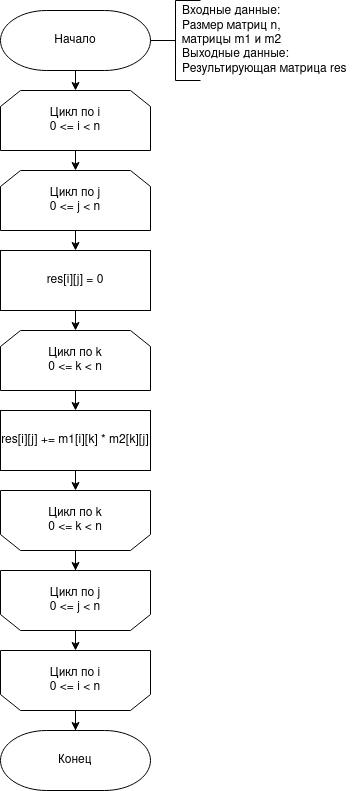 Начало
Входные данные:
Размер матриц n,
матрицы m1 и m2
Выходные данные:
Результирующая матрица res
Цикл по i
0 <= i < n
Цикл по j
0 <= j < n
res[i][j] = 0
Цикл по k
0 <= k < n
res[i][j] += m1[i][k] * m2[k][j]
Цикл по k
0 <= k < n
Цикл по j
0 <= j < n
Цикл по i
0 <= i < n
Конец